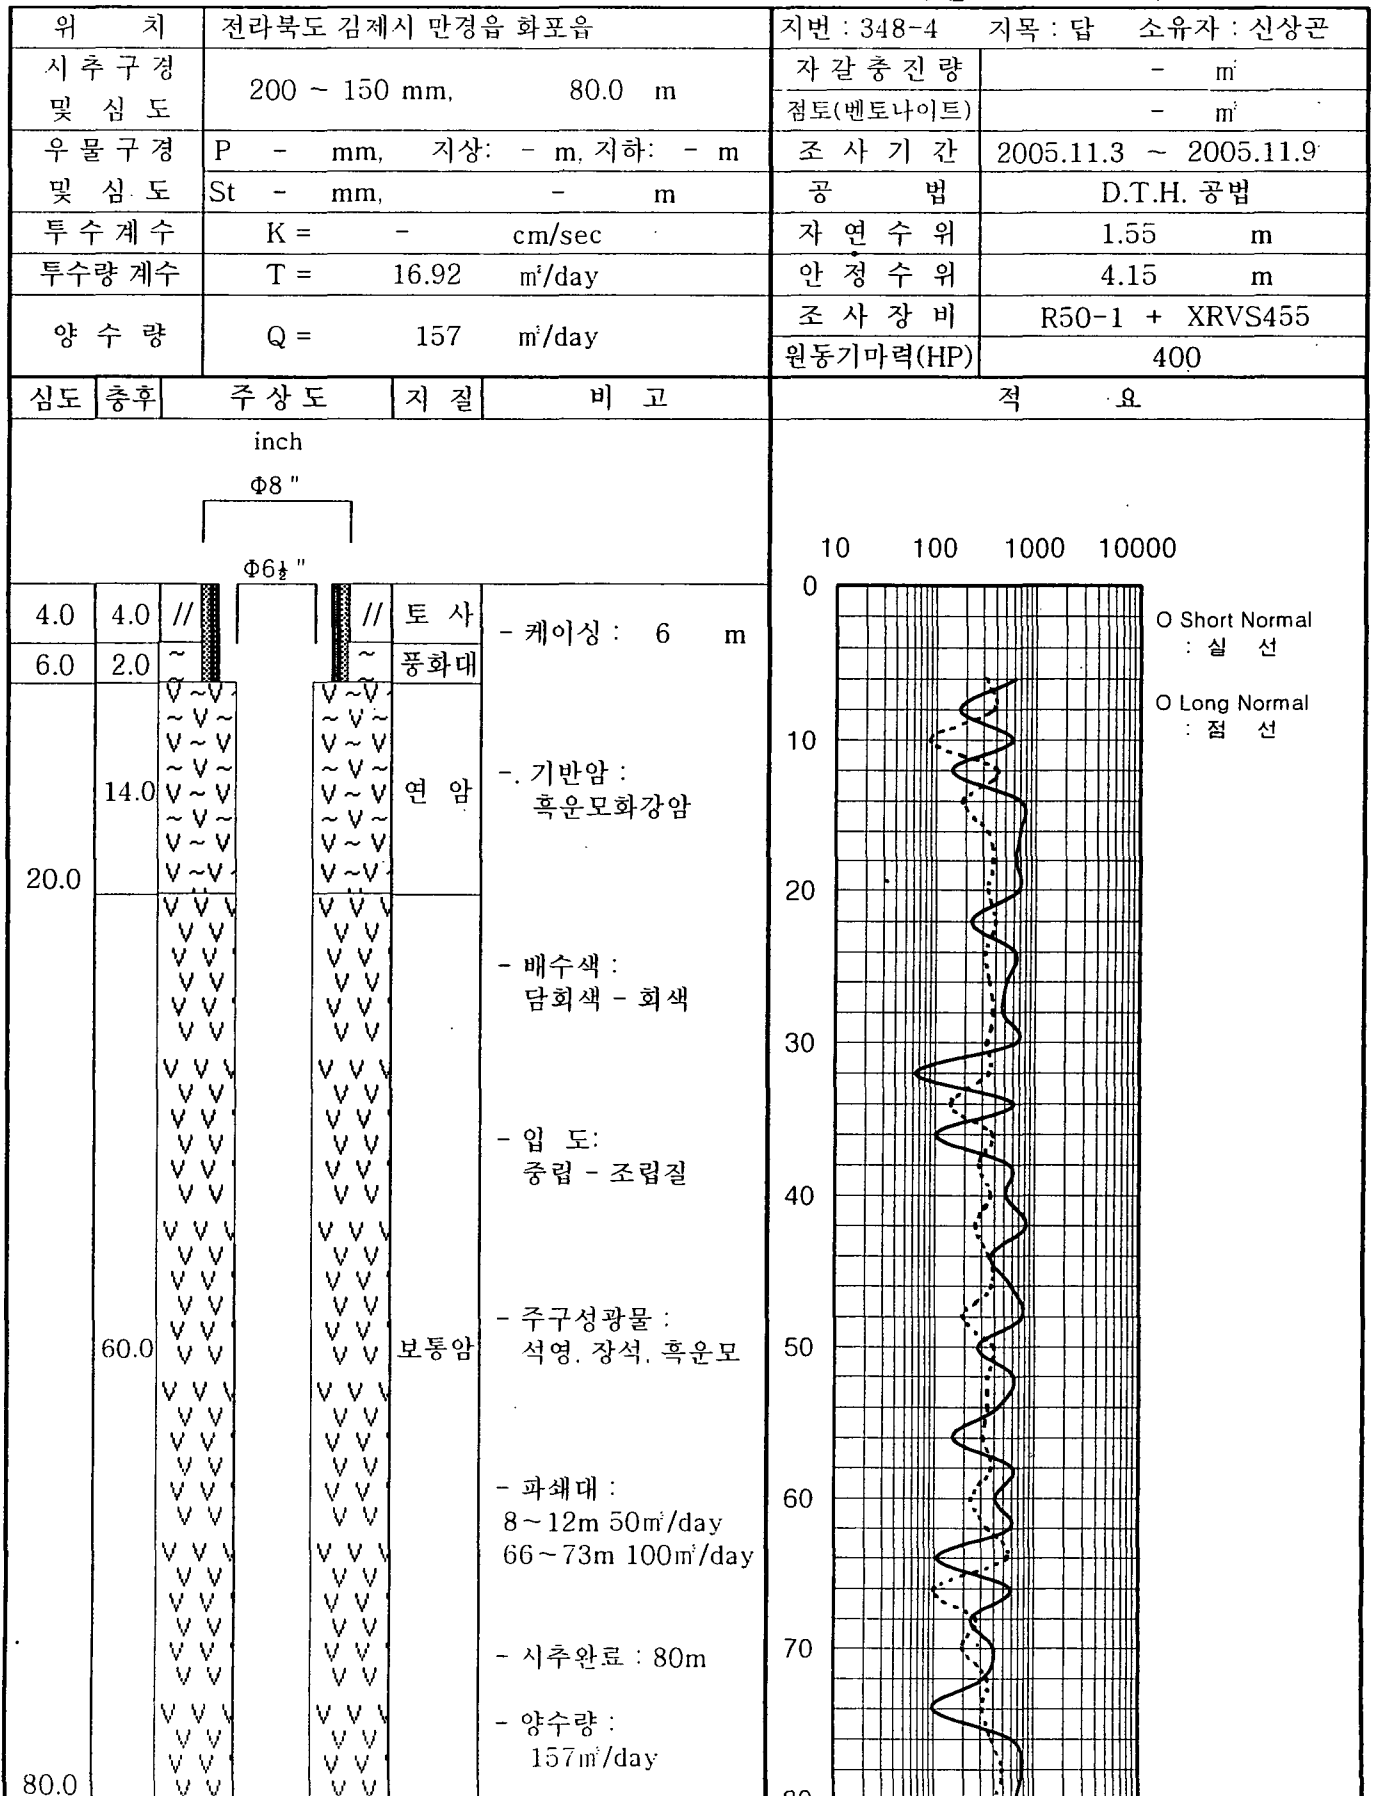 위 치 전라북도 김제시 만경읍 화포읍 지번 : 348-4 지목 : 답 소유자 : 신상곤
시추구경 및 심도 200 ~ 150 mm, 80.0 m
자갈충진량 - ㎥
점토(벤토나이트) - ㎥
우물구경 및 심도 P - mm, 지상: - m, 지하: - m
St - mm, - m
조사기간 2005.11.3 ~ 2005.11.9
공 법 D.T.H. 공법
투수계수 K = - cm/sec
자연수위 1.55 m
투수량 계수 T = 16.92 ㎡/day
안정수위 4.15 m
양수량 Q = 157 ㎥/day
조사장비 R50-1 + XRVS455
원동기마력(HP) 400
심도 층후 주상도 지질 비고 적요
inch
Φ8 "
Φ6½ "
10 100 1000 10000
0
4.0 4.0 // // 토 사
- 케이싱 : 6 m
O Short Normal
: 실 선
6.0 2.0 ~ ~ 풍화대
O Long Normal
: 점 선
10
14.0 연 암
-. 기반암 :
흑운모화강암
20.0
20
- 배수색 :
담회색 - 회색
30
- 입 도:
중립 - 조립질
40
- 주구성광물 :
석영. 장석. 흑운모
60.0 보통암
50
- 파쇄대 :
8~12m 50㎥/day
66~73m 100㎥/day
60
- 시추완료 : 80m
70
- 양수량 :
157㎥/day
80.0
80